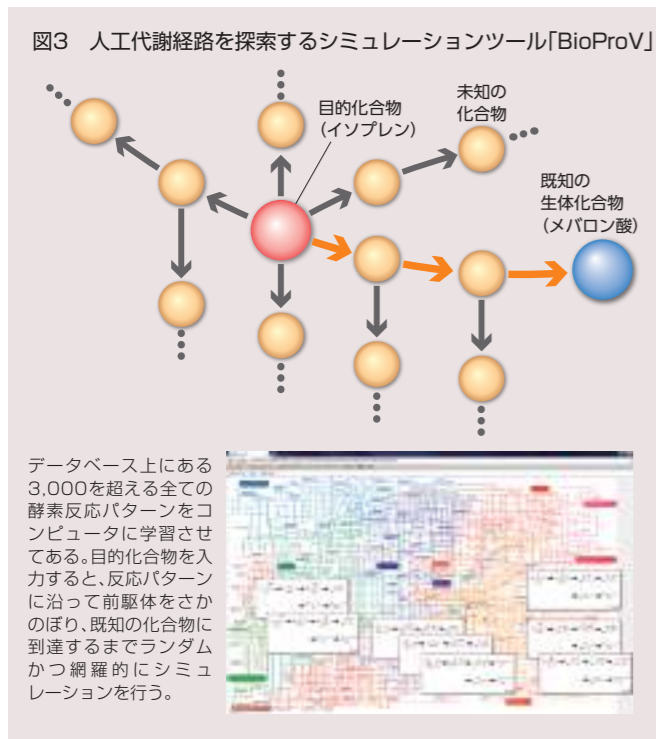 図3 人工代謝経路を探索するシミュレーションツール「BioProV」
目的化合物
(イソプレン)
未知の
化合物
既知の
生体化合物
(メバロン酸)
データベース上にある
3,000を超える全ての
酵素反応パターンをコ
ンピュータに学習させ
てある。目的化合物を入
力すると、反応パターン
に沿って前駆体をさか
のぼり、既知の化合物に
到達するまでランダム
かつ網羅的にシミュ
レーションを行う。